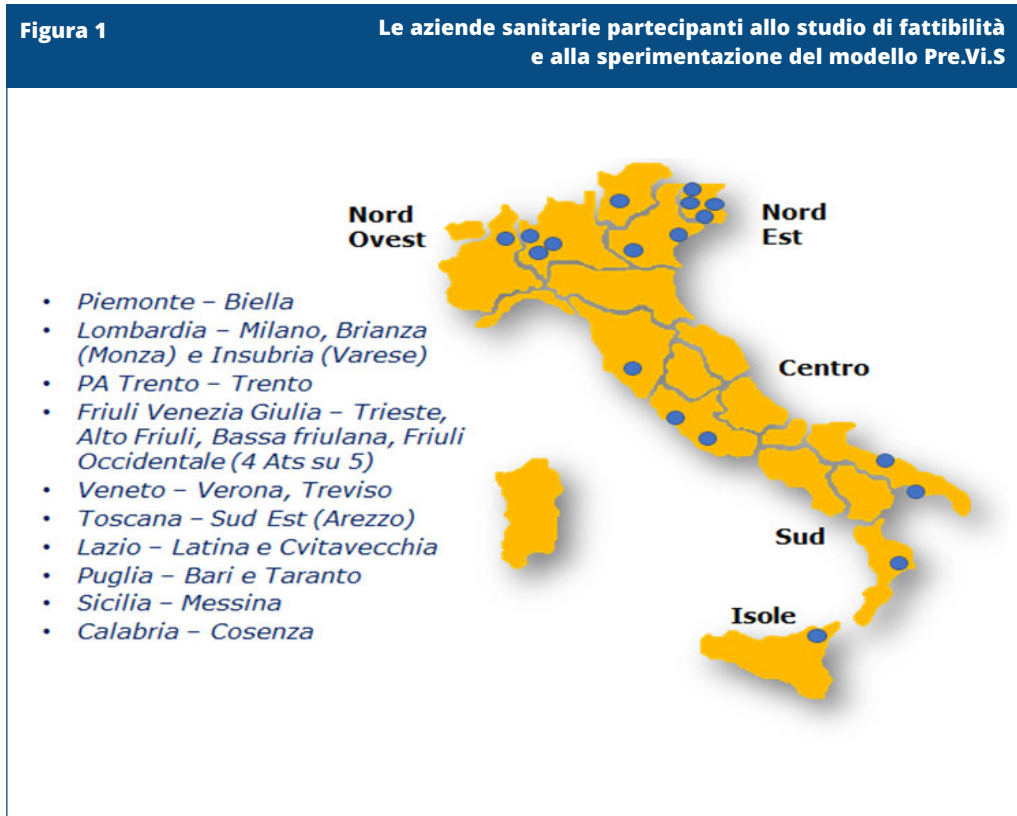 Figura 1
Le aziende sanitarie partecipanti allo studio di fattibilità
e alla sperimentazione del modello Pre.Vi.S
Nord
Ovest
Nord
Est
• Piemonte – Biella
• Lombardia – Milano, Brianza
(Monza) e Insubria (Varese)
• PA Trento – Trento
• Friuli Venezia Giulia – Trieste,
Alto Friuli, Bassa friulana, Friuli
Occidentale (4 Ats su 5)
• Veneto – Verona, Treviso
• Toscana – Sud Est (Arezzo)
• Lazio – Latina e Cvitavecchia
• Puglia – Bari e Taranto
• Sicilia – Messina
• Calabria – Cosenza
Centro
Sud
Isole